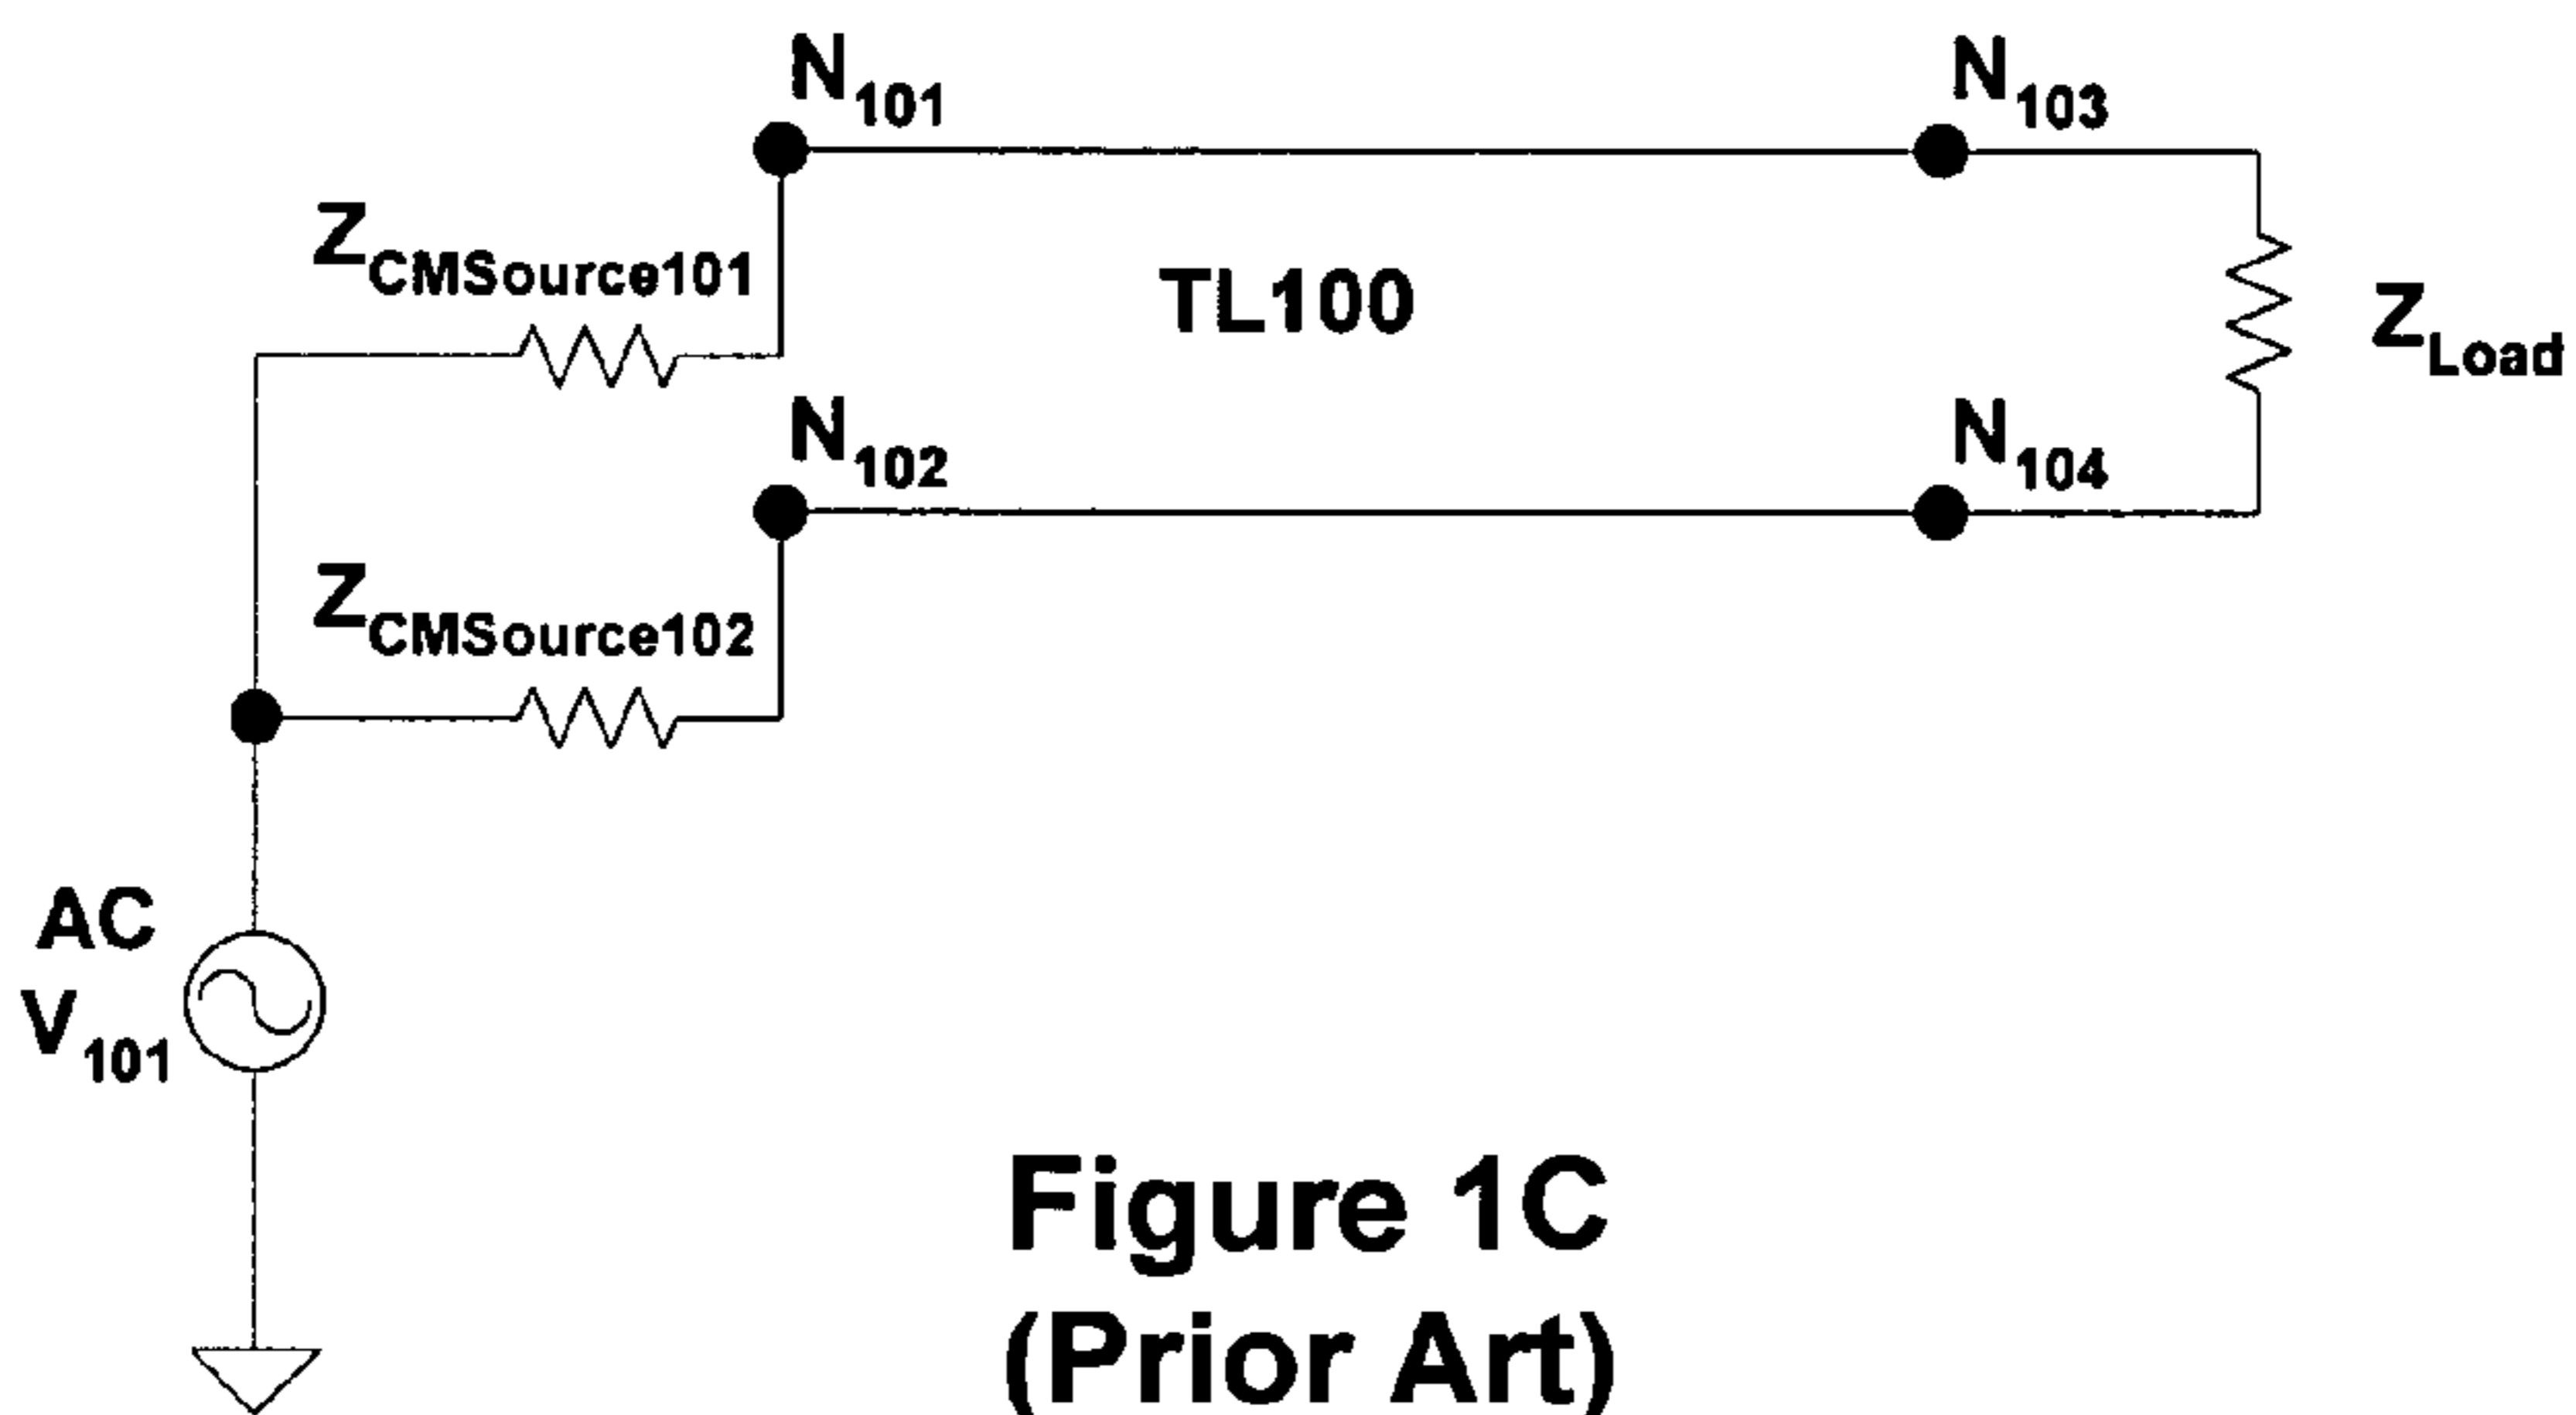 N101
N103
ZCMSource101
TL100
ZLoad
N102
N104
ZCMSource102
AC
V101
Figure 1C
(Prior Art)